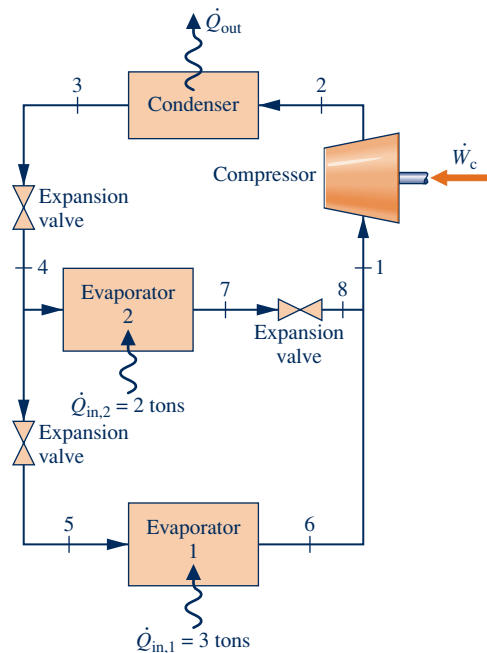 Q̇out
3
2
Condenser
Ẇc
Compressor
Expansion
valve
4
1
Evaporator
2
7
8
Expansion
valve
Q̇in,2 = 2 tons
Expansion
valve
5
Evaporator
1
6
Q̇in,1 = 3 tons